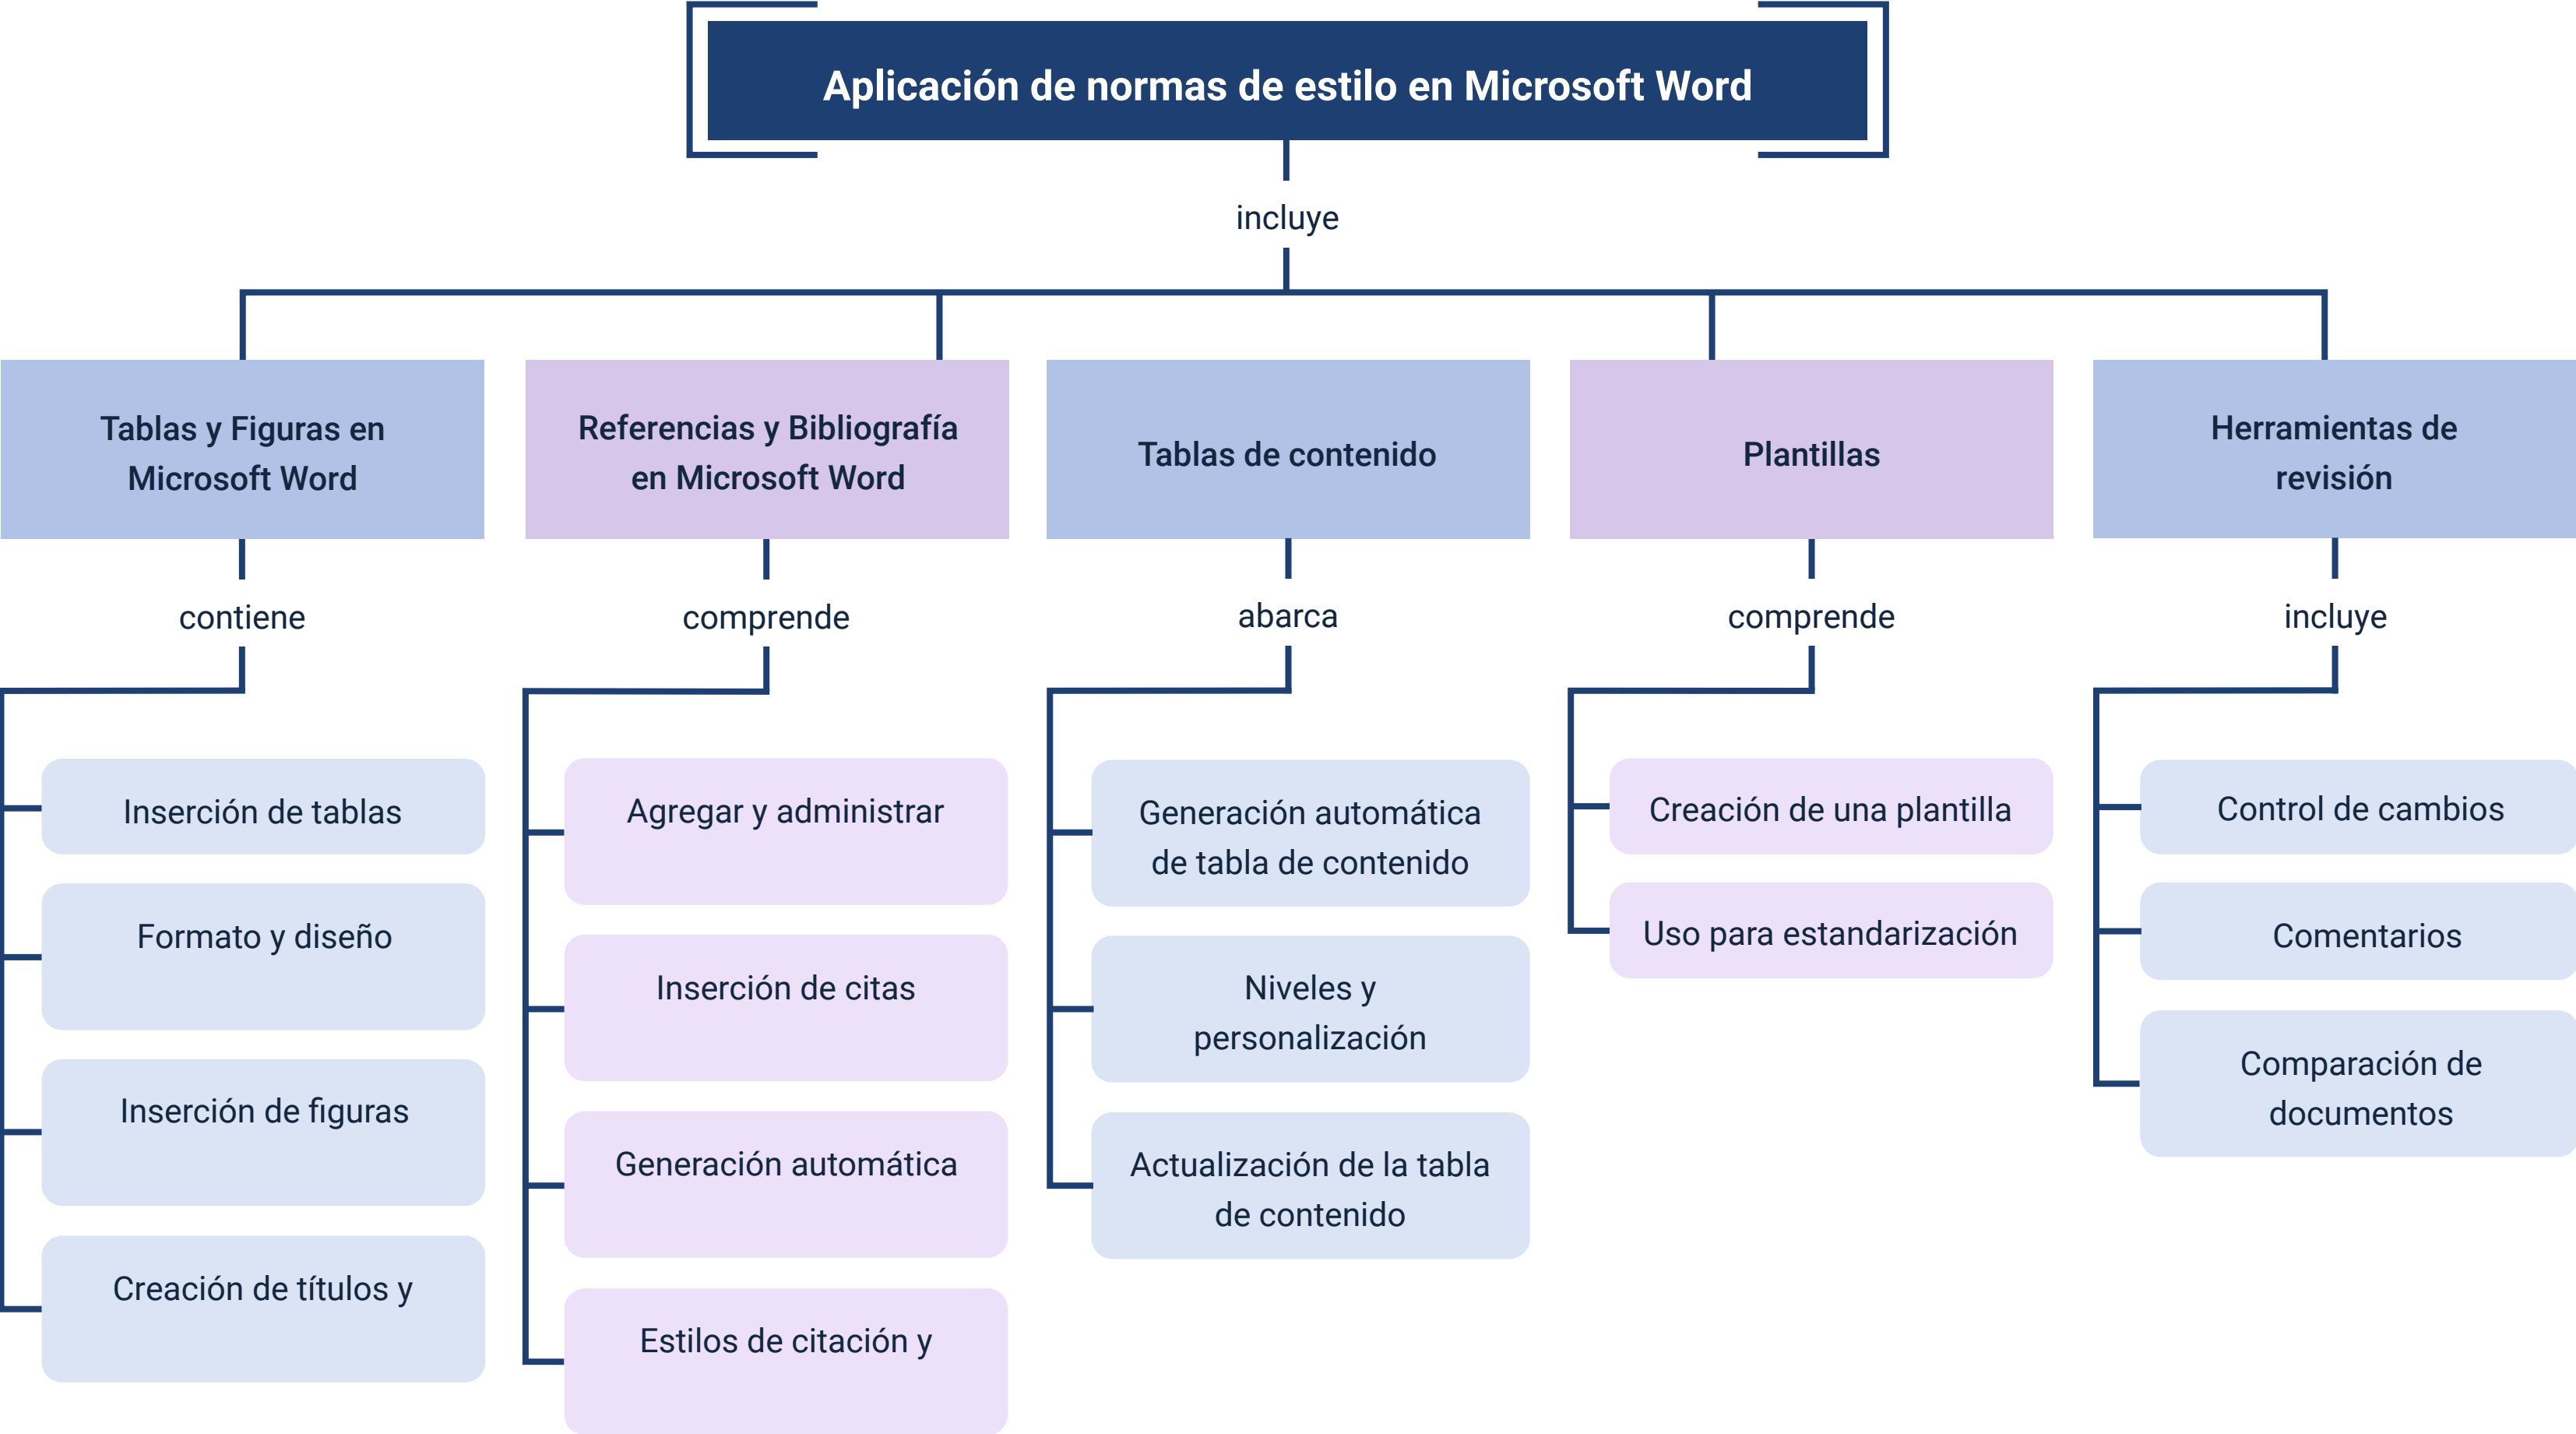 Aplicación de normas de estilo en Microsoft Word
incluye
Tablas y Figuras en
Microsoft Word
contiene
Inserción de tablas
Formato y diseño
Inserción de figuras
Creación de títulos y
Referencias y Bibliografía
en Microsoft Word
comprende
Agregar y administrar
Inserción de citas
Generación automática
Estilos de citación y
Tablas de contenido
abarca
Generación automática
de tabla de contenido
Niveles y
personalización
Actualización de la tabla
de contenido
Plantillas
comprende
Creación de una plantilla
Uso para estandarización
Herramientas de
revisión
incluye
Control de cambios
Comentarios
Comparación de
documentos